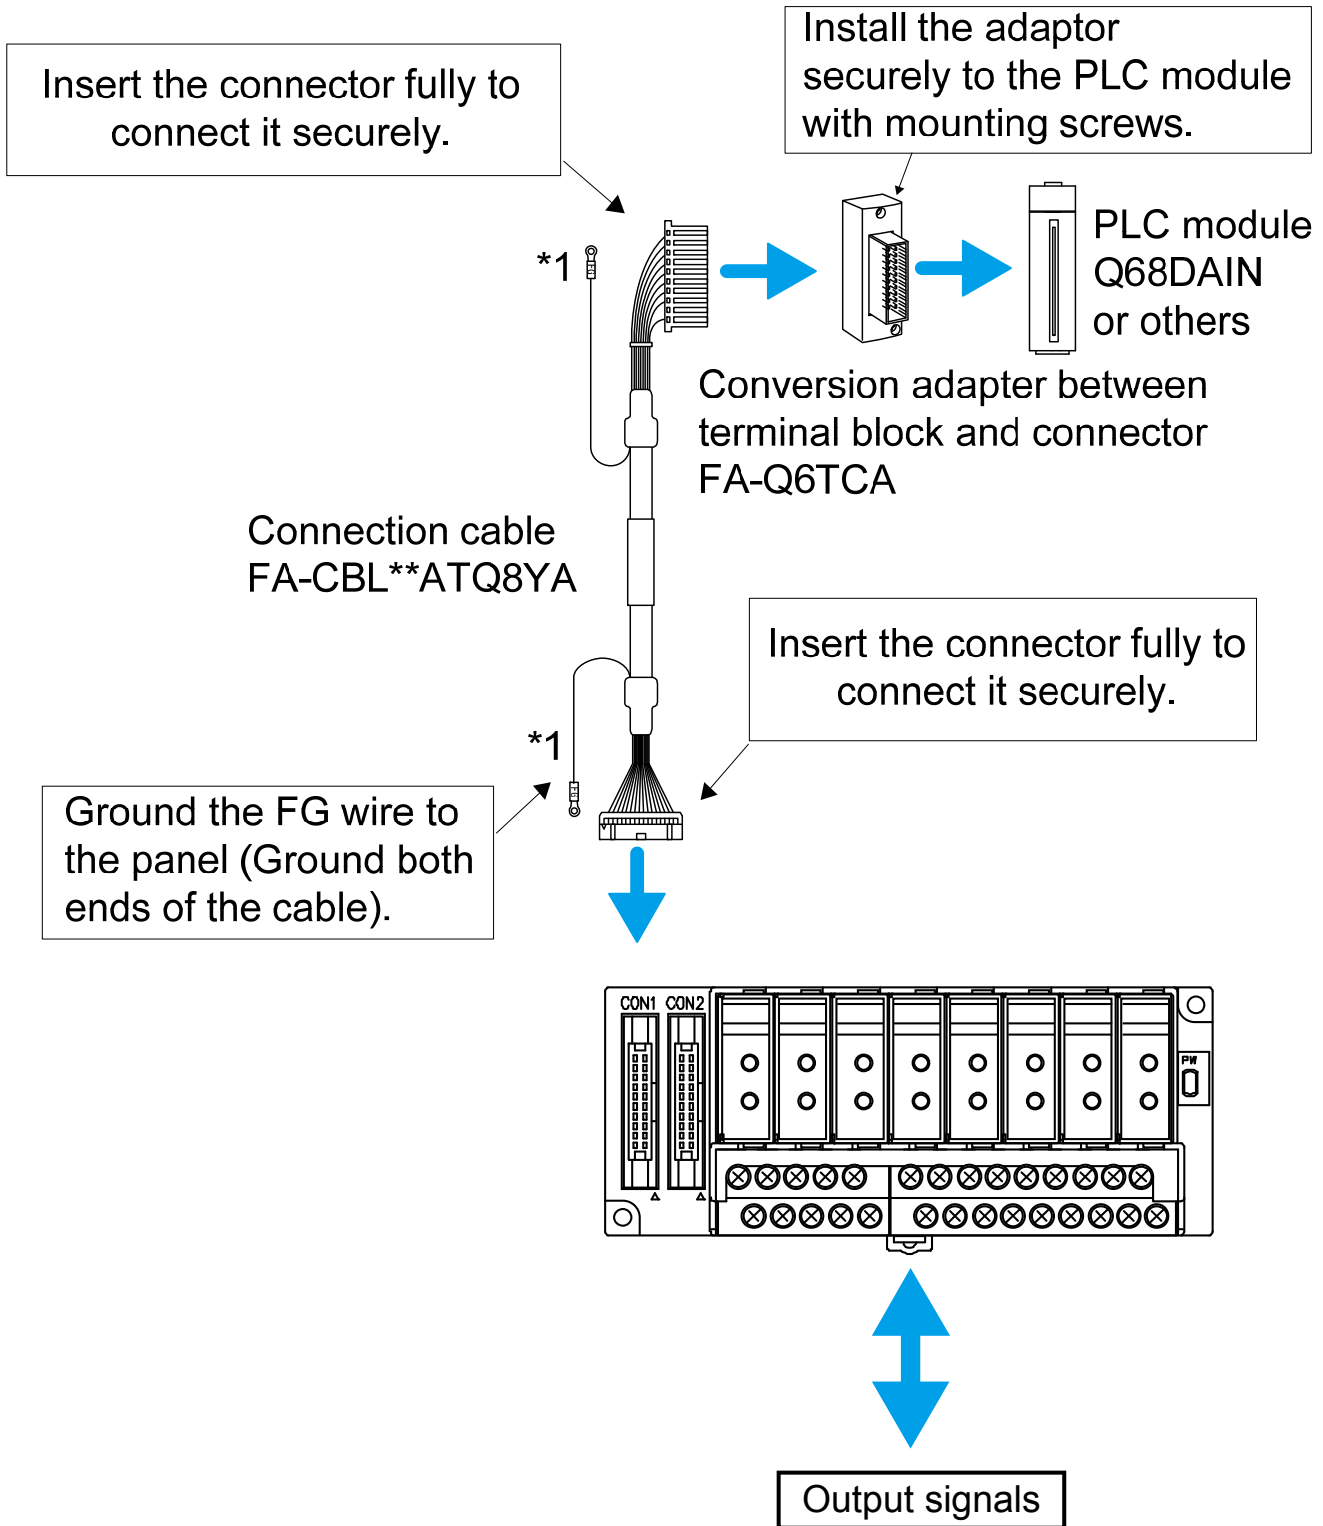 Install the adaptor
securely to the PLC module
with mounting screws.
Insert the connector fully to
connect it securely.
*1
PLC module
Q68DAIN
or others
Conversion adapter between
terminal block and connector
FA-Q6TCA
Connection cable
FA-CBL**ATQ8YA
Insert the connector fully to
connect it securely.
*1
Ground the FG wire to
the panel (Ground both
ends of the cable).
CON1 CON2
PW
Output signals